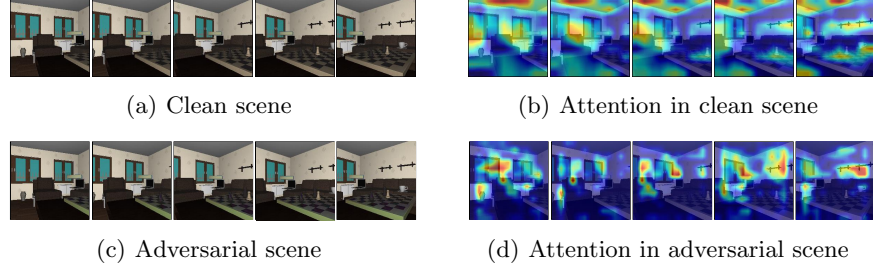 (a) Clean scene
(b) Attention in clean scene
(c) Adversarial scene
(d) Attention in adversarial scene